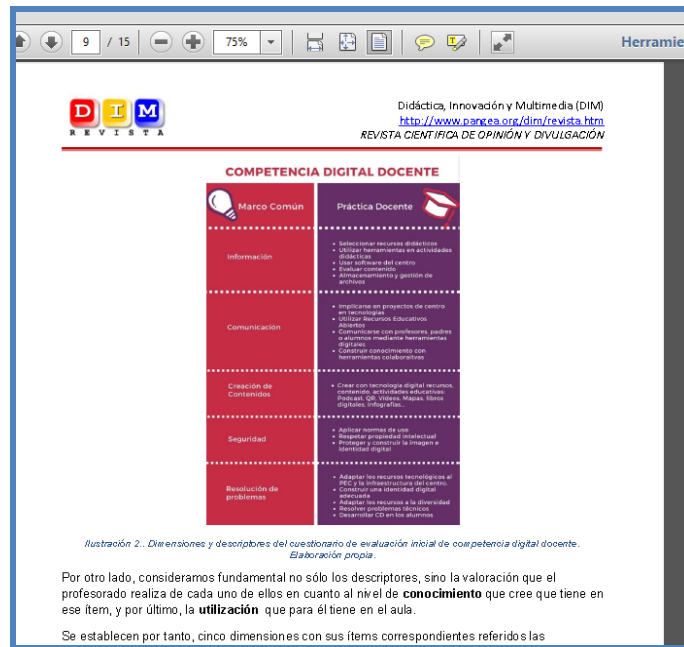 9 / 15
75%
Herramie
D I M
R E V I S T A
Didáctica, Innovación y Multimedia (DIM)
http://www.pangea.org/dim/revista.htm
REVISTA CIENTIFICA DE OPINIÓN Y DIVULGACIÓN
COMPETENCIA DIGITAL DOCENTE
Marco Común
Práctica Docente
Información
• Seleccionar recursos didácticos
• Utilizar herramientas en actividades
didácticas
• Usar software del centro
• Evaluar contenido
• Almacenamiento y gestión de
archivos
Comunicación
• Implicarse en proyectos de centro
en tecnologías
• Utilizar Recursos Educativos
Abiertos
• Comunicarse con profesores, padres
o alumnos mediante herramientas
digitales
• Construir conocimiento con
herramientas colaboraitvas
Creación de
Contenidos
• Crear con tecnología digital recursos,
contenido, actividades educativas:
Podcast, QR, Vídeos, Mapas, libros
digitales, infografías...
Seguridad
• Aplicar normas de uso
• Respetar propiedad intelectual
• Proteger y construir la imagen e
identidad digital
Resolución de
problemas
• Adaptar los recursos tecnológicos al
PEC y la infraestructura del centro.
• Construir una identidad digital
adecuada
• Adaptar los recursos a la diversidad
• Resolver problemas técnicos
• Desarrollar CD en los alumnos
Ilustración 2.. Dimensiones y descriptores del cuestionario de evaluación inicial de competencia digital docente.
Elaboración propia.
Por otro lado, consideramos fundamental no sólo los descriptores, sino la valoración que el
profesorado realiza de cada uno de ellos en cuanto al nivel de conocimiento que cree que tiene en
ese ítem, y por último, la utilización que para él tiene en el aula.
Se establecen por tanto, cinco dimensiones con sus ítems correspondientes referidos las